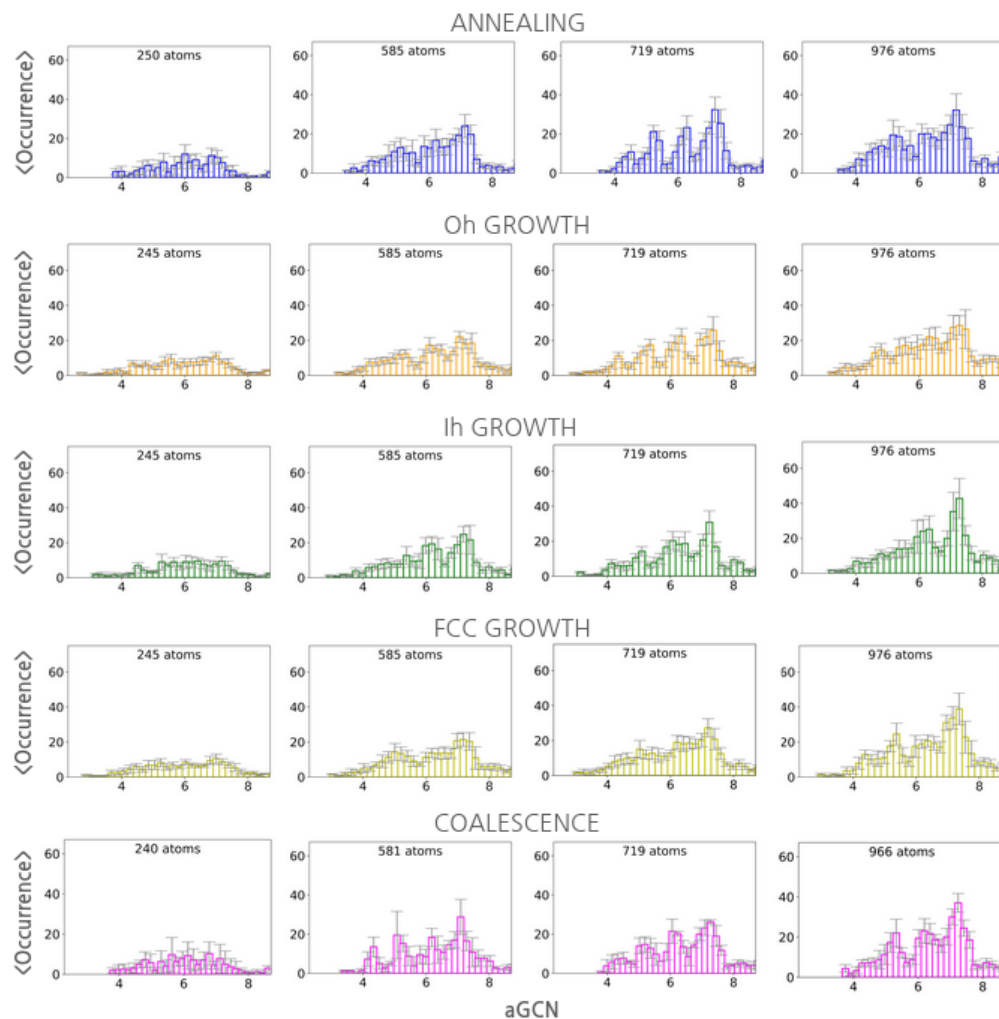 ANNEALING
<Occurrence>
250 atoms
585 atoms
719 atoms
976 atoms
60
40
20
0
4 6 8
60
40
20
0
4 6 8
60
40
20
0
4 6 8
60
40
20
0
4 6 8
Oh GROWTH
<Occurrence>
245 atoms
585 atoms
719 atoms
976 atoms
60
40
20
0
4 6 8
60
40
20
0
4 6 8
60
40
20
0
4 6 8
60
40
20
0
4 6 8
Ih GROWTH
<Occurrence>
245 atoms
585 atoms
719 atoms
976 atoms
60
40
20
0
4 6 8
60
40
20
0
4 6 8
60
40
20
0
4 6 8
60
40
20
0
4 6 8
FCC GROWTH
<Occurrence>
245 atoms
585 atoms
719 atoms
976 atoms
60
40
20
0
4 6 8
60
40
20
0
4 6 8
60
40
20
0
4 6 8
60
40
20
0
4 6 8
COALESCENCE
<Occurrence>
240 atoms
581 atoms
719 atoms
966 atoms
60
40
20
0
4 6 8
60
40
20
0
4 6 8
60
40
20
0
4 6 8
60
40
20
0
4 6 8
aGCN